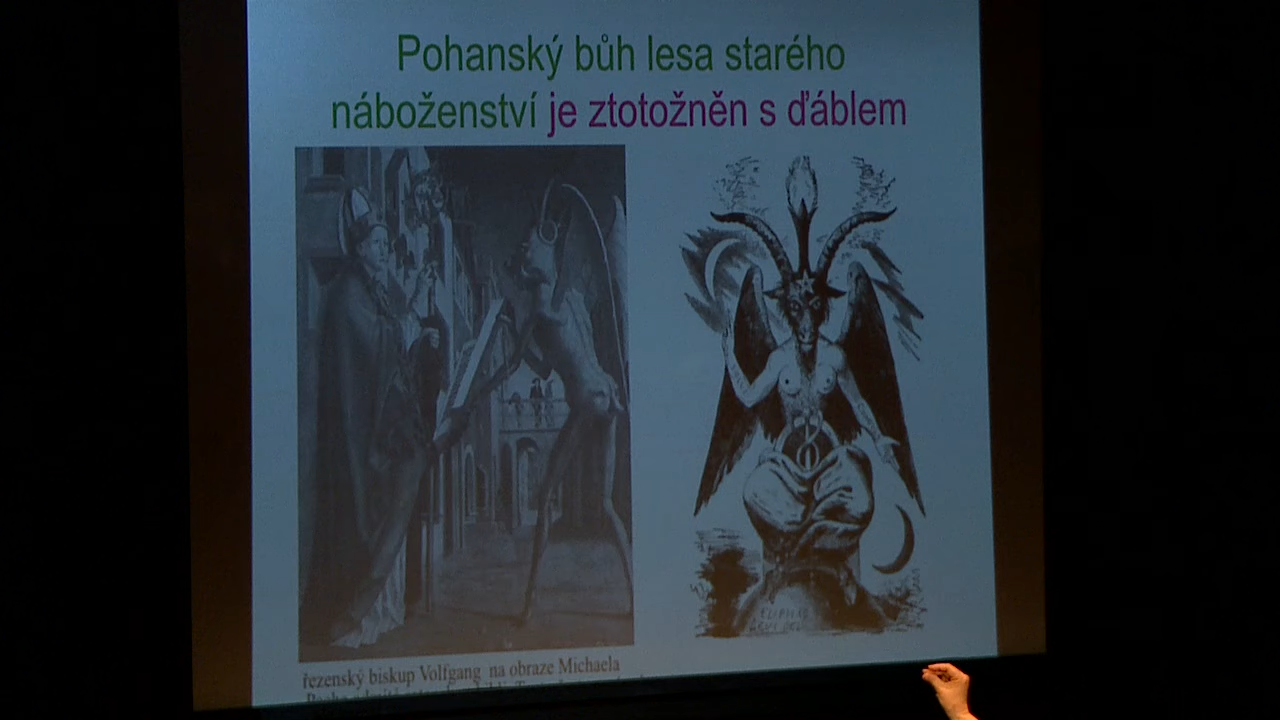 Pohanský bůh lesa starého
náboženství je ztotožněn s ďáblem
řezenský biskup Volfgang na obraze Michaela